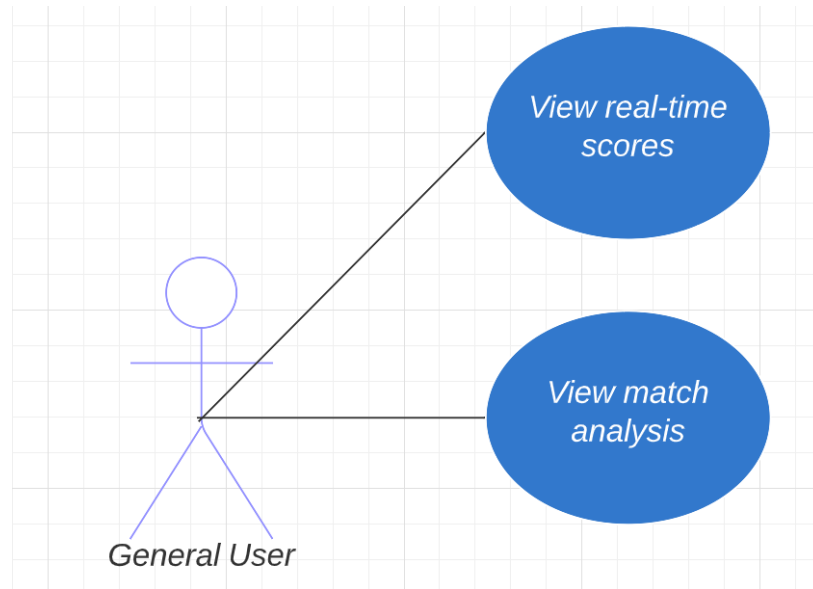 View real-time
scores
View match
analysis
General User